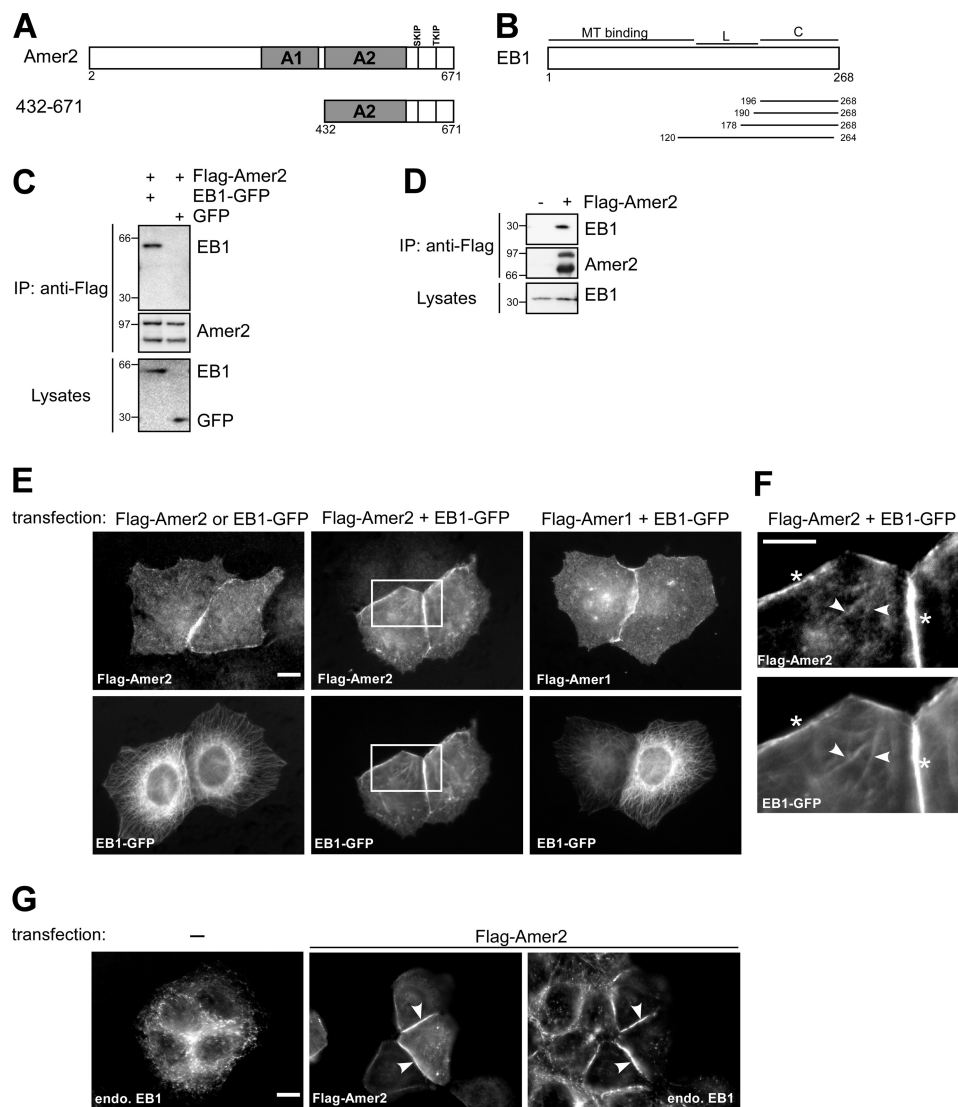 A
SKIP
TKIP
Amer2
A1
A2
2
671
432-671
A2
432
671
B
MT binding
L
C
EB1
1
268
196
268
190
268
178
268
120
264
C
+ + Flag-Amer2
+ EB1-GFP
+ GFP
66
EB1
IP: anti-Flag
30
97
Amer2
66
EB1
Lysates
30
GFP
D
- + Flag-Amer2
30
EB1
IP: anti-Flag
97
Amer2
66
Lysates
30
EB1
E
transfection:
Flag-Amer2 or EB1-GFP
Flag-Amer2 + EB1-GFP
Flag-Amer1 + EB1-GFP
Flag-Amer2
Flag-Amer2
Flag-Amer1
EB1-GFP
EB1-GFP
EB1-GFP
F
Flag-Amer2 + EB1-GFP
*
*
Flag-Amer2
*
*
EB1-GFP
G
transfection:
–
Flag-Amer2
endo. EB1
Flag-Amer2
endo. EB1